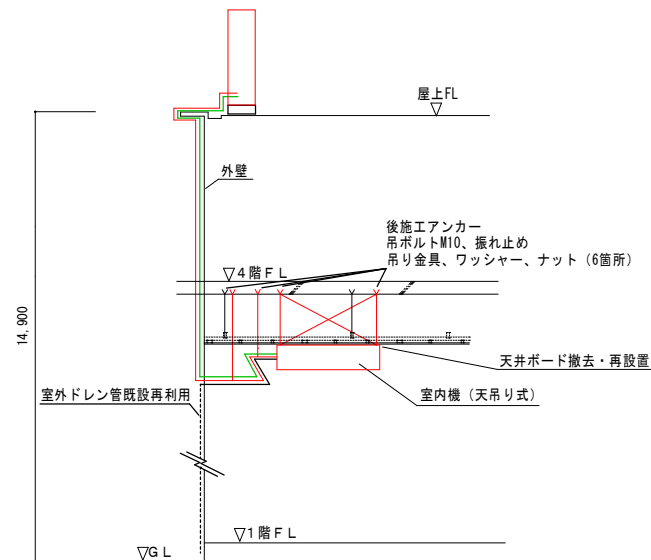 屋上FL
外壁
後施工アンカー
吊ボルトM10、振れ止め
吊り金具、ワッシャー、ナット（6箇所）
▽4階ＦＬ
14,900
天井ボード撤去・再設置
室外ドレン管既設再利用
室内機（天吊り式）
▽1階ＦＬ
▽GL